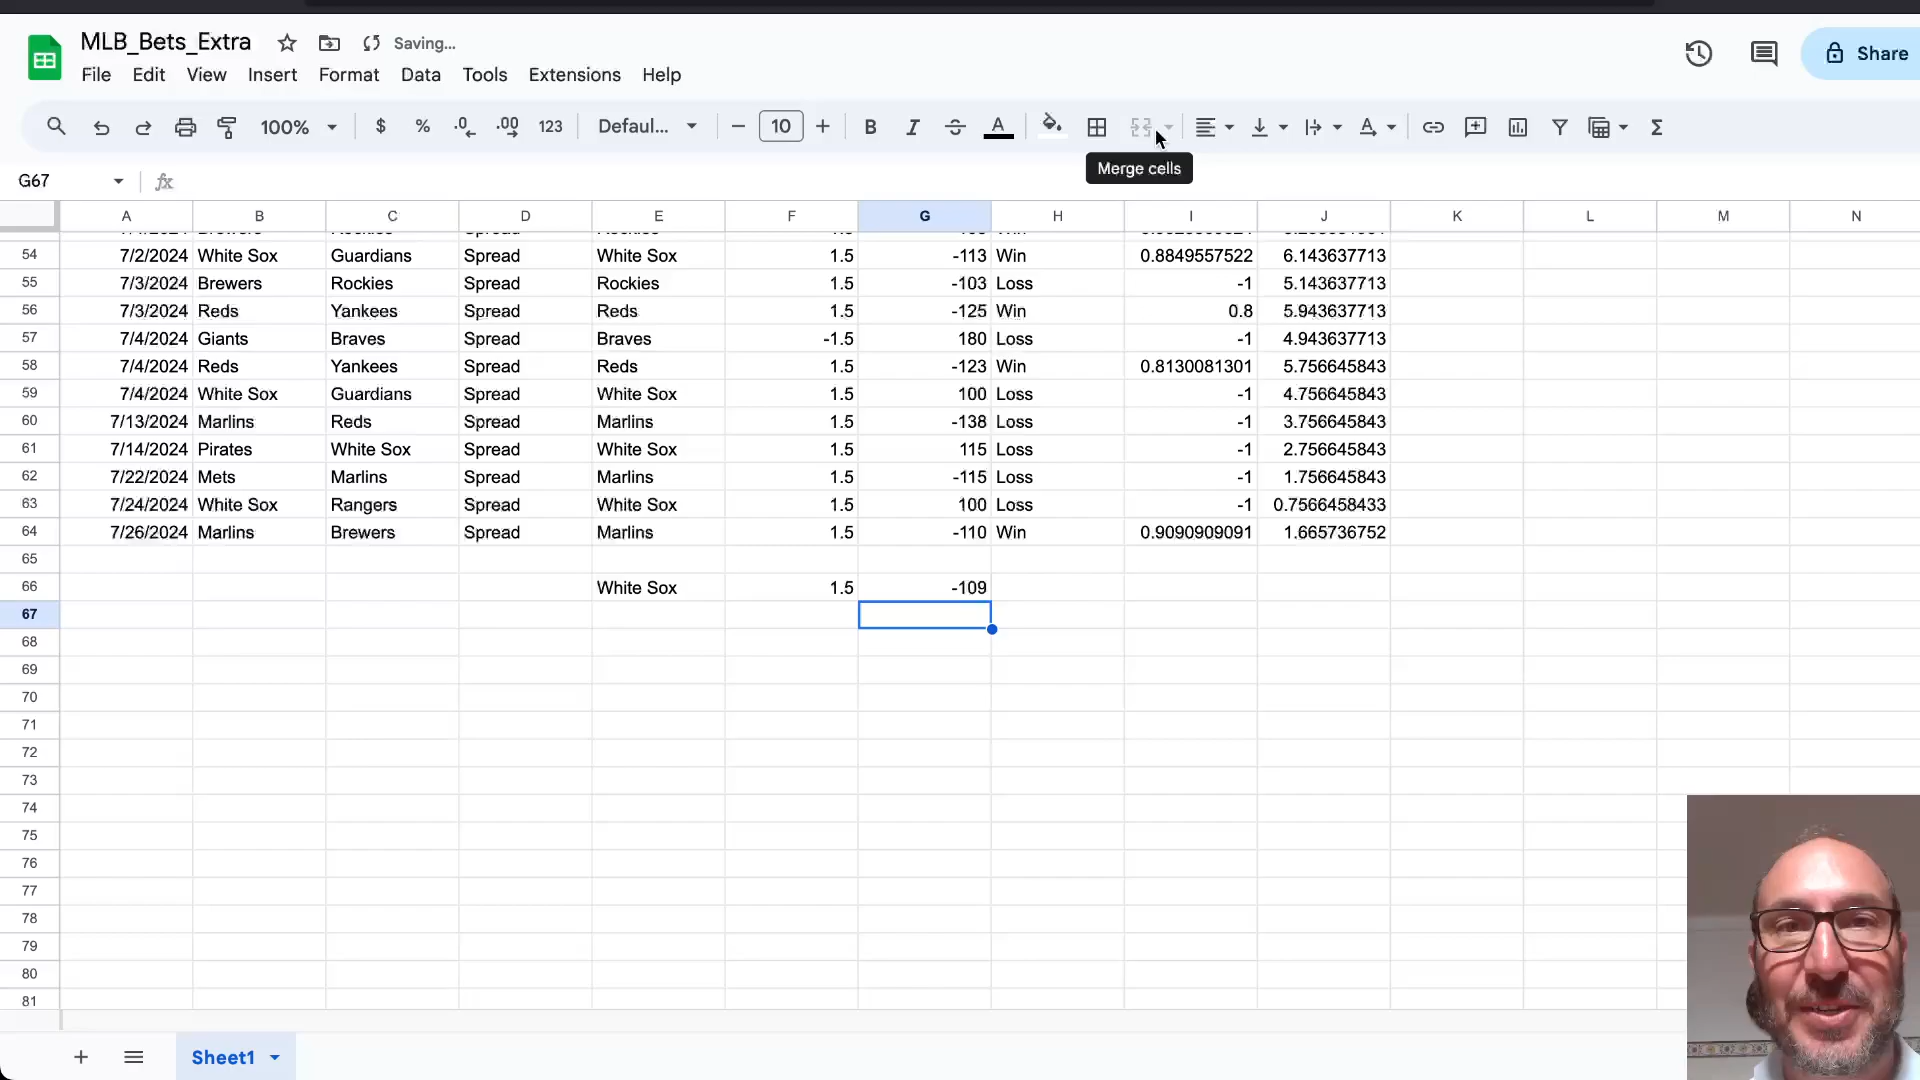 MLB_Bets_Extra Saving...
File Edit View Insert Format Data Tools Extensions Help
Share
100% $ % .0 .00 123 Defaul... 10 B I S A A Σ
Merge cells
G67 fx
A B C D E F G H I J K L M N
54 7/2/2024 White Sox Guardians Spread White Sox 1.5 -113 Win 0.8849557522 6.143637713
55 7/3/2024 Brewers Rockies Spread Rockies 1.5 -103 Loss -1 5.143637713
56 7/3/2024 Reds Yankees Spread Reds 1.5 -125 Win 0.8 5.943637713
57 7/4/2024 Giants Braves Spread Braves -1.5 180 Loss -1 4.943637713
58 7/4/2024 Reds Yankees Spread Reds 1.5 -123 Win 0.8130081301 5.756645843
59 7/4/2024 White Sox Guardians Spread White Sox 1.5 100 Loss -1 4.756645843
60 7/13/2024 Marlins Reds Spread Marlins 1.5 -138 Loss -1 3.756645843
61 7/14/2024 Pirates White Sox Spread White Sox 1.5 115 Loss -1 2.756645843
62 7/22/2024 Mets Marlins Spread Marlins 1.5 -115 Loss -1 1.756645843
63 7/24/2024 White Sox Rangers Spread White Sox 1.5 100 Loss -1 0.7566458433
64 7/26/2024 Marlins Brewers Spread Marlins 1.5 -110 Win 0.9090909091 1.665736752
65
66 White Sox 1.5 -109
67
68
69
70
71
72
73
74
75
76
77
78
79
80
81
Sheet1